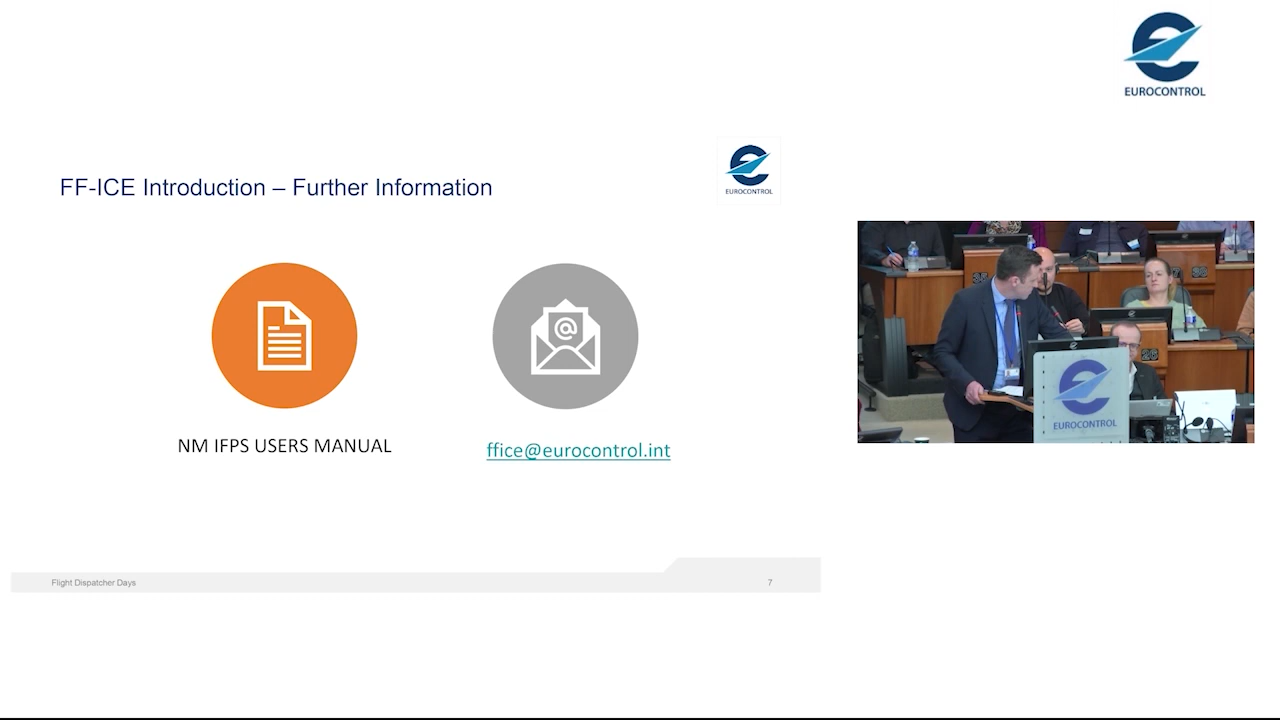 EUROCONTROL
FF-ICE Introduction – Further Information
EUROCONTROL
@
NM IFPS USERS MANUAL
ffice@eurocontrol.int
Flight Dispatcher Days
7
EUROCONTROL